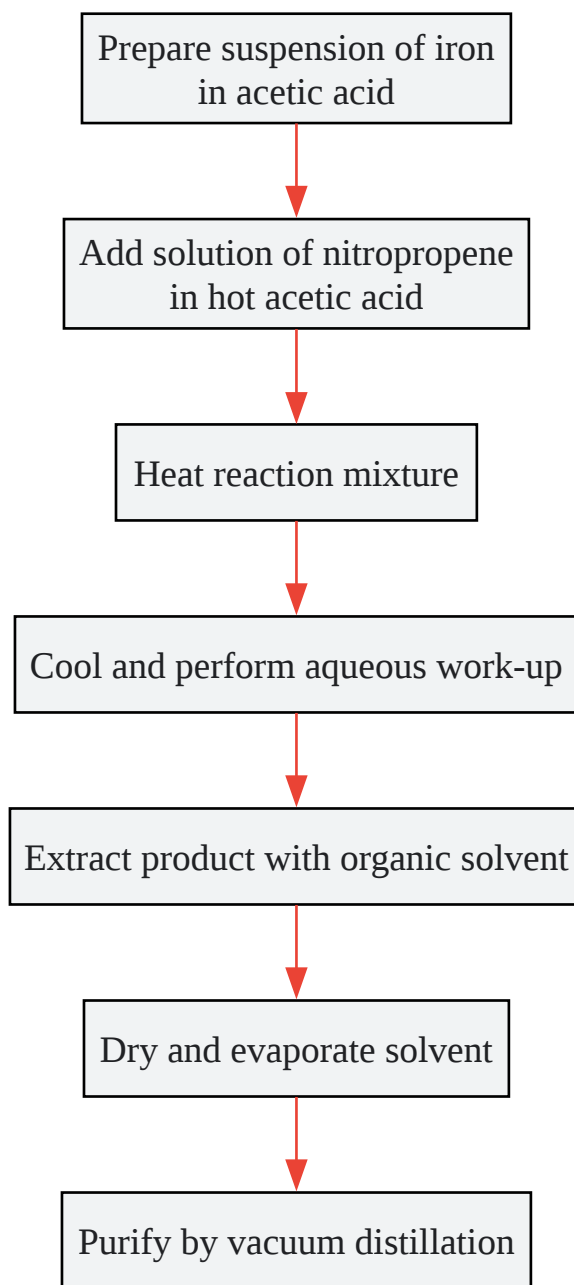 Prepare suspension of iron
in acetic acid
Add solution of nitropropene
in hot acetic acid
Heat reaction mixture
Cool and perform aqueous work-up
Extract product with organic solvent
Dry and evaporate solvent
Purify by vacuum distillation